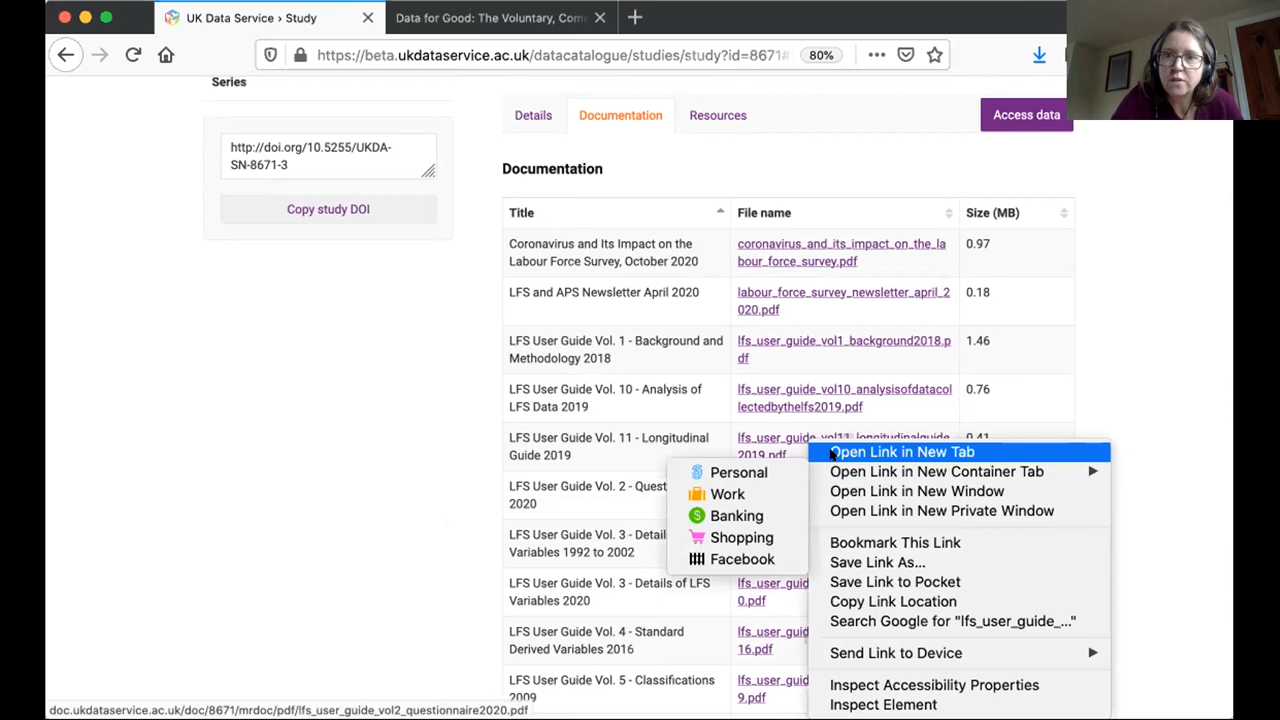 UK Data Service › Study
Data for Good: The Voluntary, Com
https://beta.ukdataservice.ac.uk/datacatalogue/studies/study?id=8671#
80%
Series
http://doi.org/10.5255/UKDA-
SN-8671-3
Copy study DOI
Details
Documentation
Resources
Access data
Documentation
Title
File name
Size (MB)
Coronavirus and Its Impact on the
Labour Force Survey, October 2020
coronavirus_and_its_impact_on_the_la
bour_force_survey.pdf
0.97
LFS and APS Newsletter April 2020
labour_force_survey_newsletter_april_2
020.pdf
0.18
LFS User Guide Vol. 1 - Background and
Methodology 2018
lfs_user_guide_vol1_background2018.p
df
1.46
LFS User Guide Vol. 10 - Analysis of
LFS Data 2019
lfs_user_guide_vol10_analysisofdatacol
lectedbythelfs2019.pdf
0.76
LFS User Guide Vol. 11 - Longitudinal
Guide 2019
lfs_user_guide_vol11_longitudinalguide
2019.pdf
0.41
LFS User Guide Vol. 2 - Quest
2020
LFS User Guide Vol. 3 - Detai
Variables 1992 to 2002
LFS User Guide Vol. 3 - Details of LFS
Variables 2020
lfs_user_guid
0.pdf
LFS User Guide Vol. 4 - Standard
Derived Variables 2016
lfs_user_guid
16.pdf
LFS User Guide Vol. 5 - Classifications
2009
lfs_user_guid
9.pdf
Personal
Work
Banking
Shopping
Facebook
Open Link in New Tab
Open Link in New Container Tab
Open Link in New Window
Open Link in New Private Window
Bookmark This Link
Save Link As...
Save Link to Pocket
Copy Link Location
Search Google for "lfs_user_guide_..."
Send Link to Device
Inspect Accessibility Properties
Inspect Element
doc.ukdataservice.ac.uk/doc/8671/mrdoc/pdf/lfs_user_guide_vol2_questionnaire2020.pdf